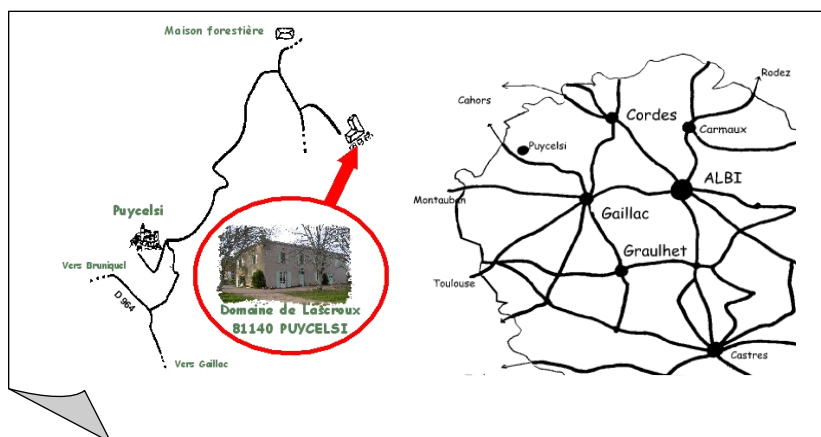 Maison forestière
Puycelsi
Vers Bruniquel
D 964
Vers Gaillac
Domaine de Lascroux
81140 PUYCELSI
Rodez
Cahors
Cordes
Carmaux
Puycelsi
ALBI
Montauban
Gaillac
Graulhet
Toulouse
Castres